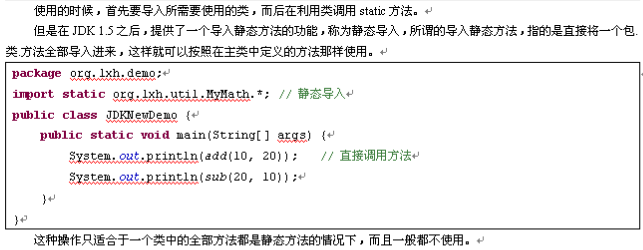 使用的时候，首先要导入所需要使用的类，而后在利用类调用 static 方法。
但是在 JDK 1.5 之后，提供了一个导入静态方法的功能，称为静态导入，所谓的导入静态方法，指的是直接将一个包.
类.方法全部导入进来，这样就可以按照在主类中定义的方法那样使用。
package org.lxh.demo;
import static org.lxh.util.MyMath.*; // 静态导入
public class JDKNewDemo {
public static void main(String[] args) {
System.out.println(add(10, 20)); // 直接调用方法
System.out.println(sub(20, 10));
}
}
这种操作只适合于一个类中的全部方法都是静态方法的情况下，而且一般都不使用。